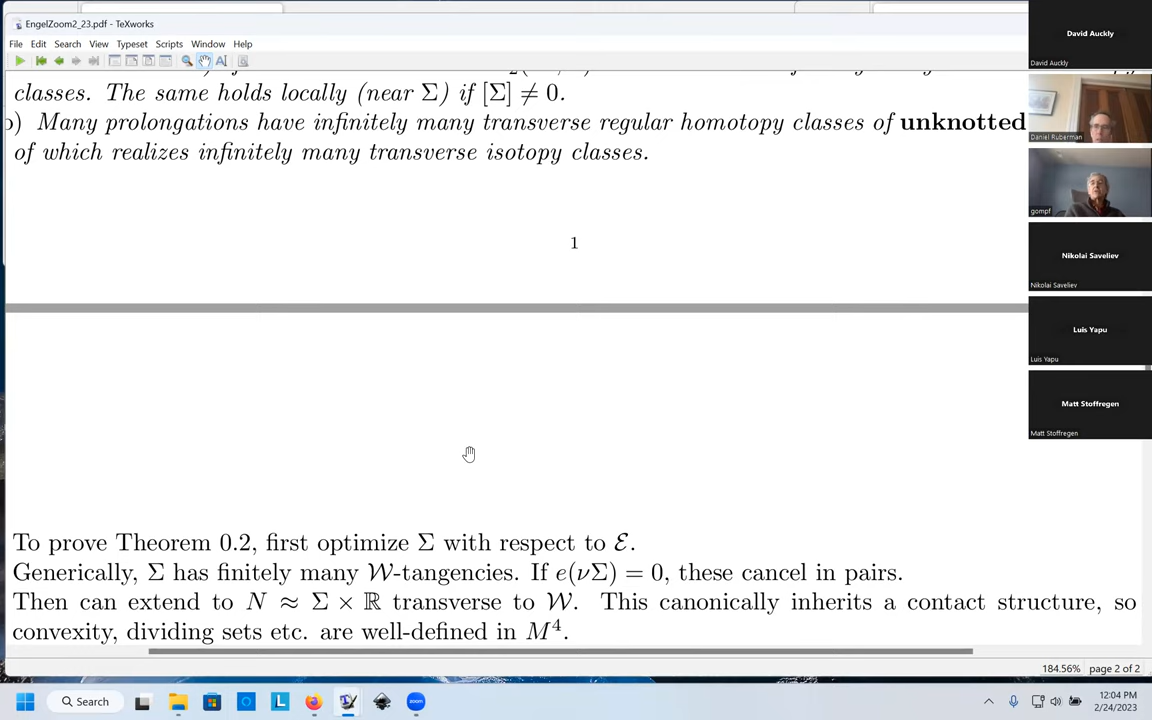 EngelZoom2_23.pdf - TeXworks
File Edit Search View Typeset Scripts Window Help
classes. The same holds locally (near Σ) if [Σ] ≠ 0.
) Many prolongations have infinitely many transverse regular homotopy classes of unknotted
of which realizes infinitely many transverse isotopy classes.
1
To prove Theorem 0.2, first optimize Σ with respect to ℰ.
Generically, Σ has finitely many 𝒲-tangencies. If e(νΣ) = 0, these cancel in pairs.
Then can extend to N ≈ Σ × ℝ transverse to 𝒲. This canonically inherits a contact structure, so
convexity, dividing sets etc. are well-defined in M⁴.
184.56% page 2 of 2
David Auckly
David Auckly
Daniel Ruberman
gompf
Nikolai Saveliev
Nikolai Saveliev
Luis Yapu
Luis Yapu
Matt Stoffregen
Matt Stoffregen
Search
L
zoom
12:04 PM
2/24/2023